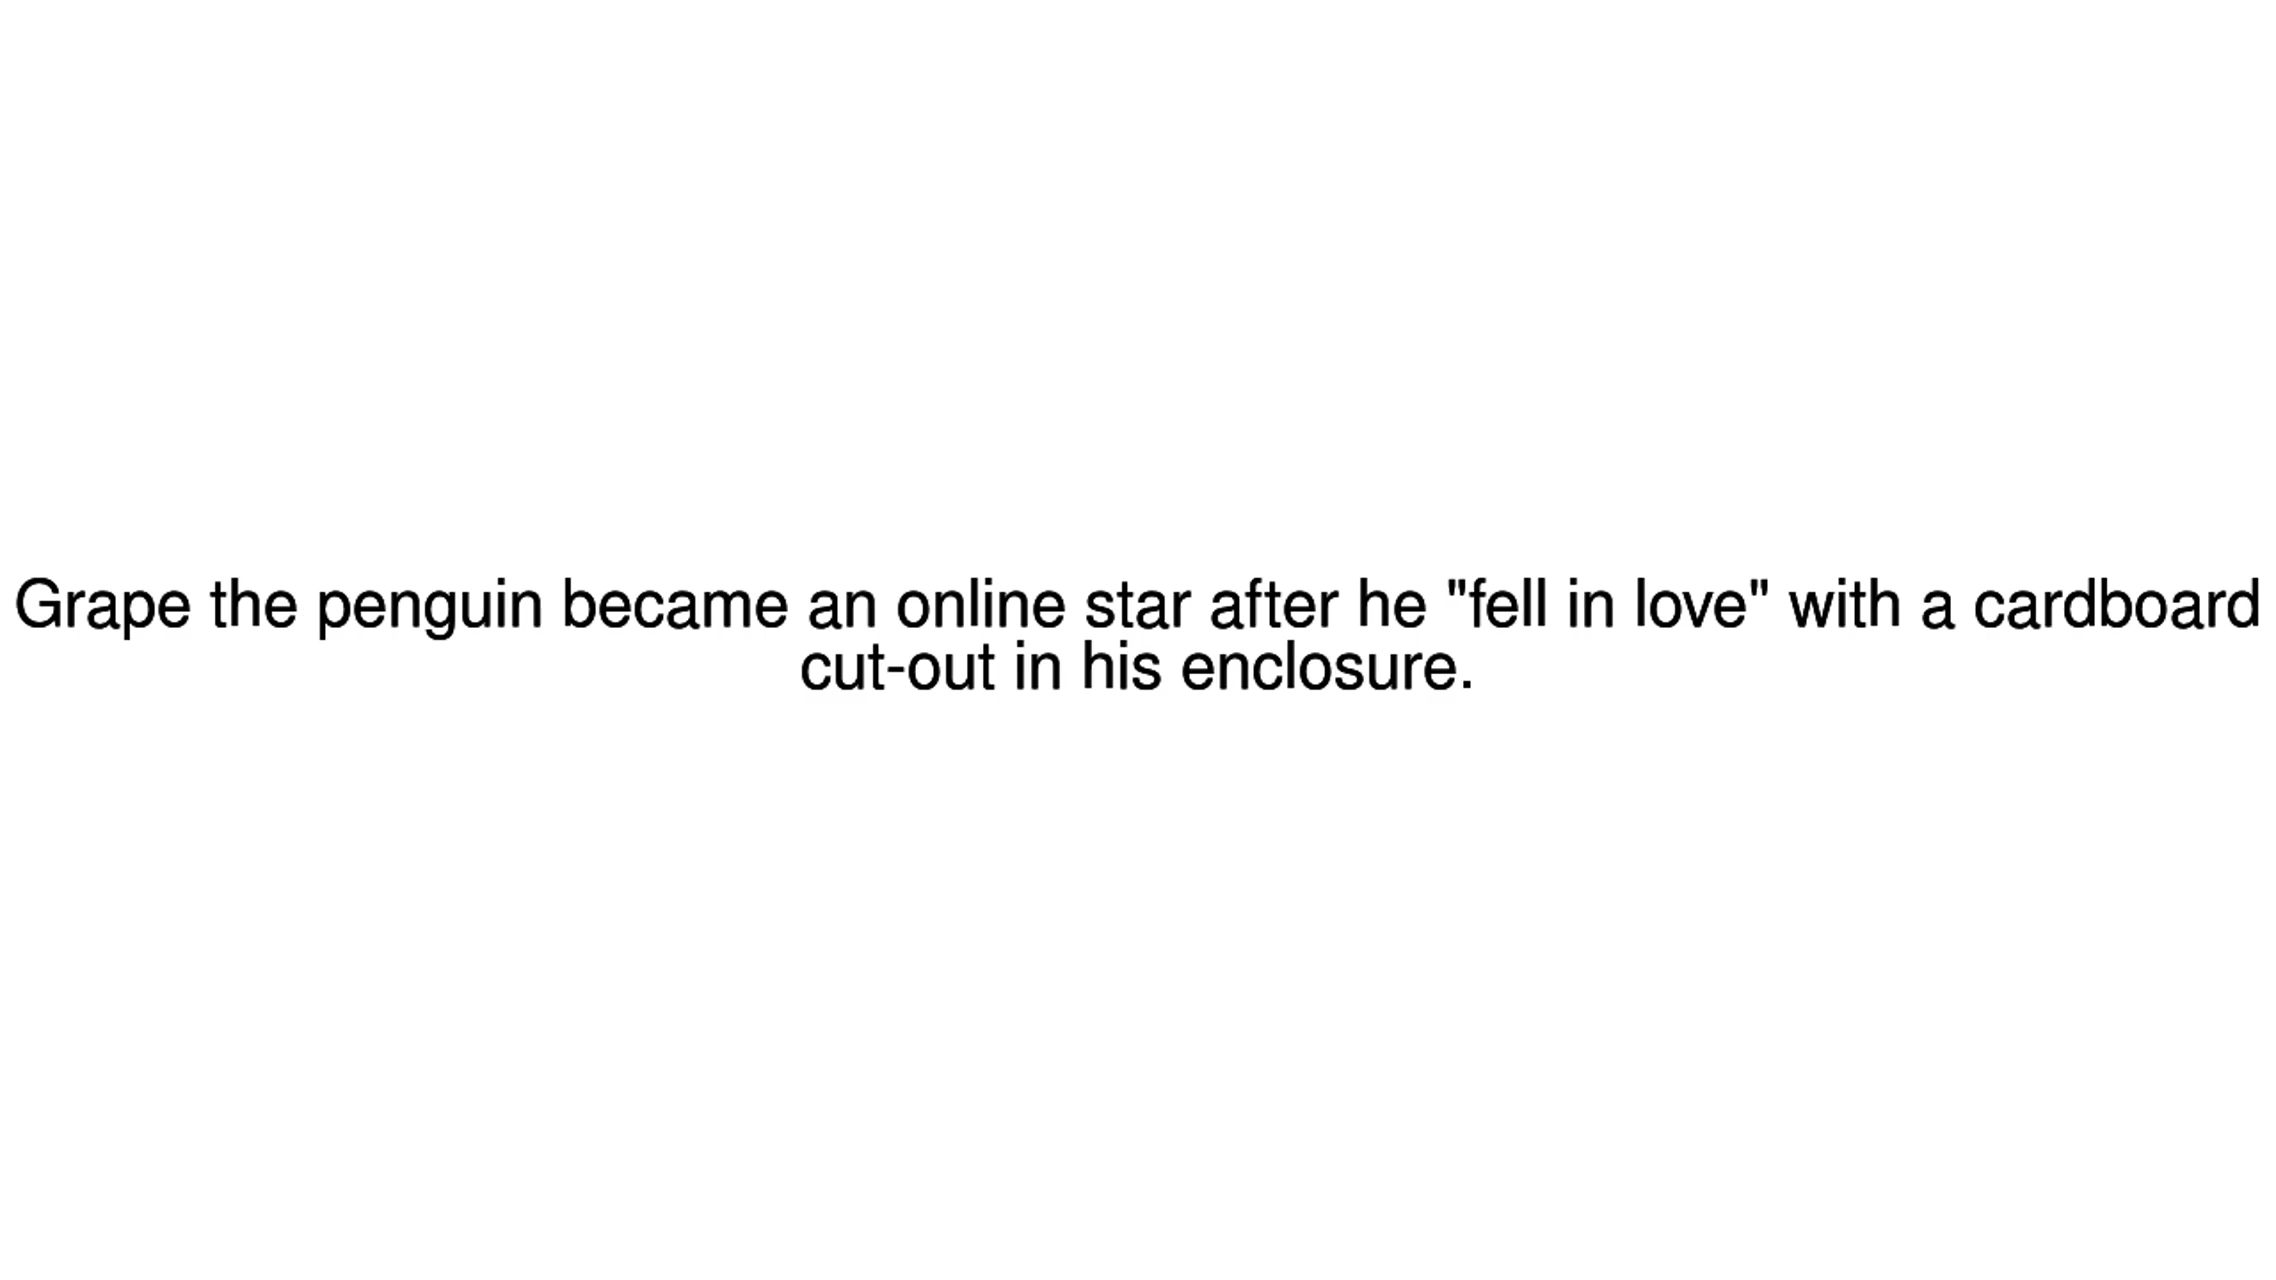 Grape the penguin became an online star after he "fell in love" with a cardboard
cut-out in his enclosure.